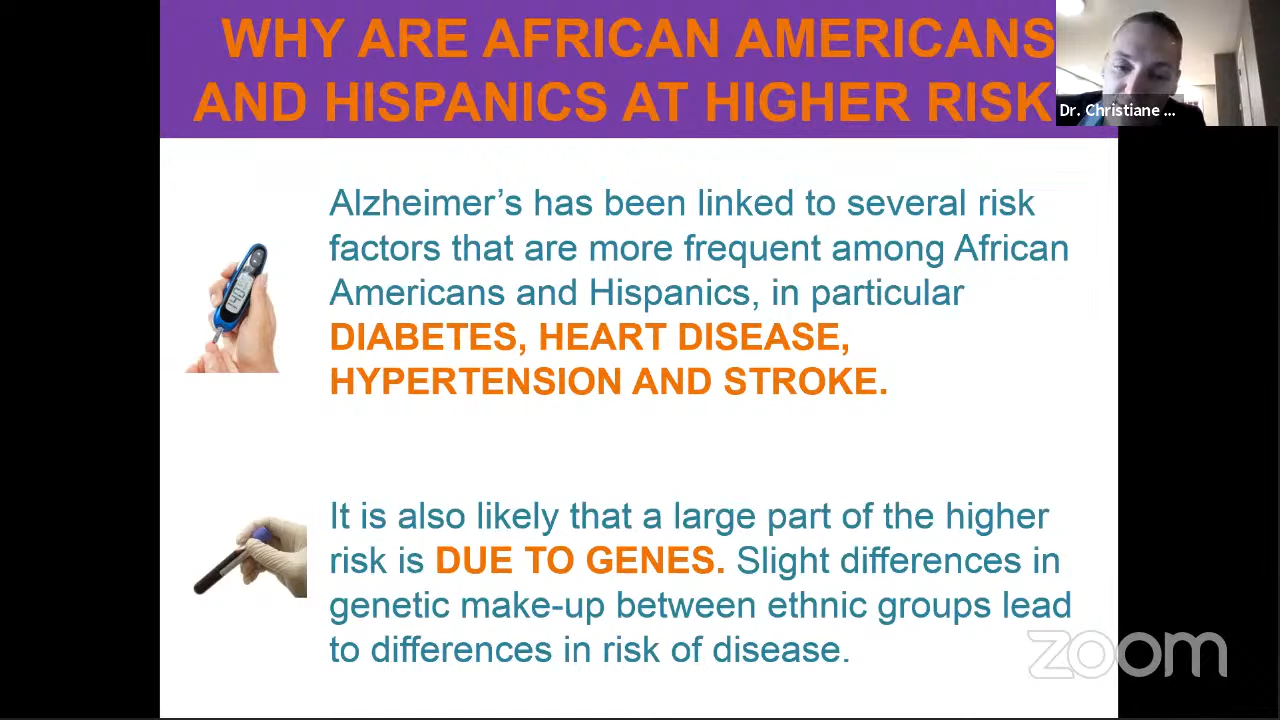 WHY ARE AFRICAN AMERICANS
AND HISPANICS AT HIGHER RISK
Dr. Christiane ...
Alzheimer’s has been linked to several risk
factors that are more frequent among African
Americans and Hispanics, in particular
DIABETES, HEART DISEASE,
HYPERTENSION AND STROKE.
140
It is also likely that a large part of the higher
risk is DUE TO GENES. Slight differences in
genetic make-up between ethnic groups lead
to differences in risk of disease.
zoom